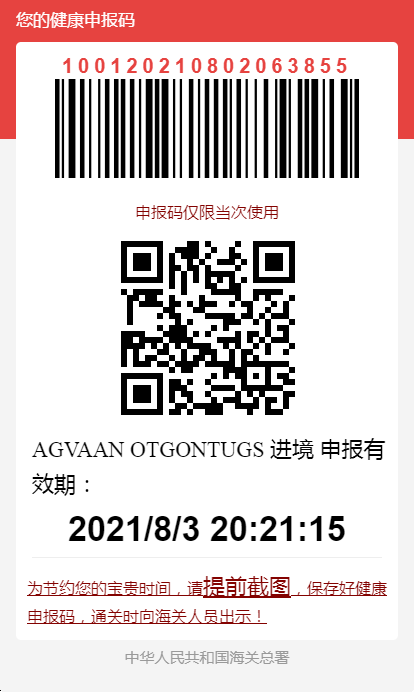 您的健康申报码
100120210802063855
申报码仅限当次使用
AGVAAN OTGONTUGS 进境 申报有
效期：
2021/8/3 20:21:15
为节约您的宝贵时间，请提前截图，保存好健康
申报码，通关时向海关人员出示！
中华人民共和国海关总署